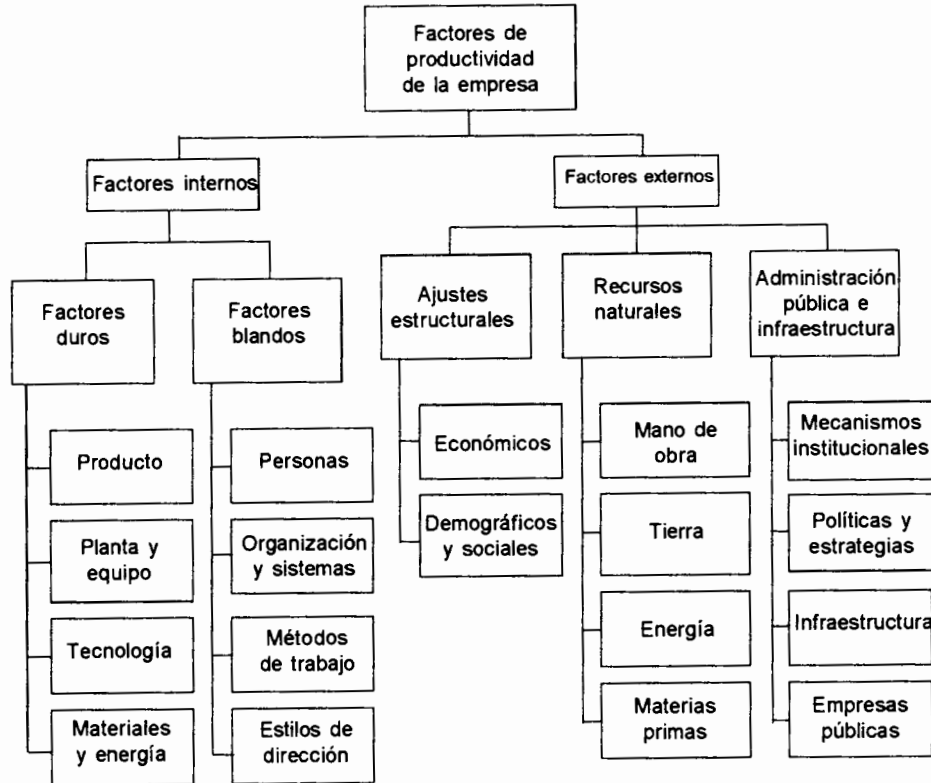 Factores de
productividad
de la empresa
Factores internos
Factores externos
Factores
duros
Factores
blandos
Ajustes
estructurales
Recursos
naturales
Administración
pública e
infraestructura
Producto
Planta y
equipo
Tecnología
Materiales
y energía
Personas
Organización
y sistemas
Métodos
de trabajo
Estilos de
dirección
Económicos
Demográficos
y sociales
Mano de
obra
Tierra
Energía
Materias
primas
Mecanismos
institucionales
Políticas y
estrategias
Infraestructura
Empresas
públicas